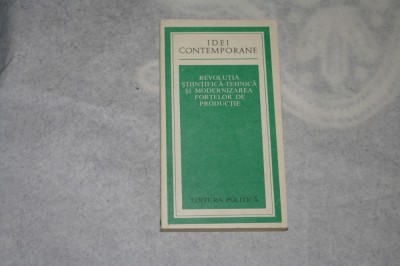 IDEI
CONTEMPORANE
REVOLUȚIA
ȘTIINȚIFICĂ-TEHNICĂ
ȘI MODERNIZAREA
FORȚELOR DE
PRODUCȚIE
EDITURA POLITICĂ